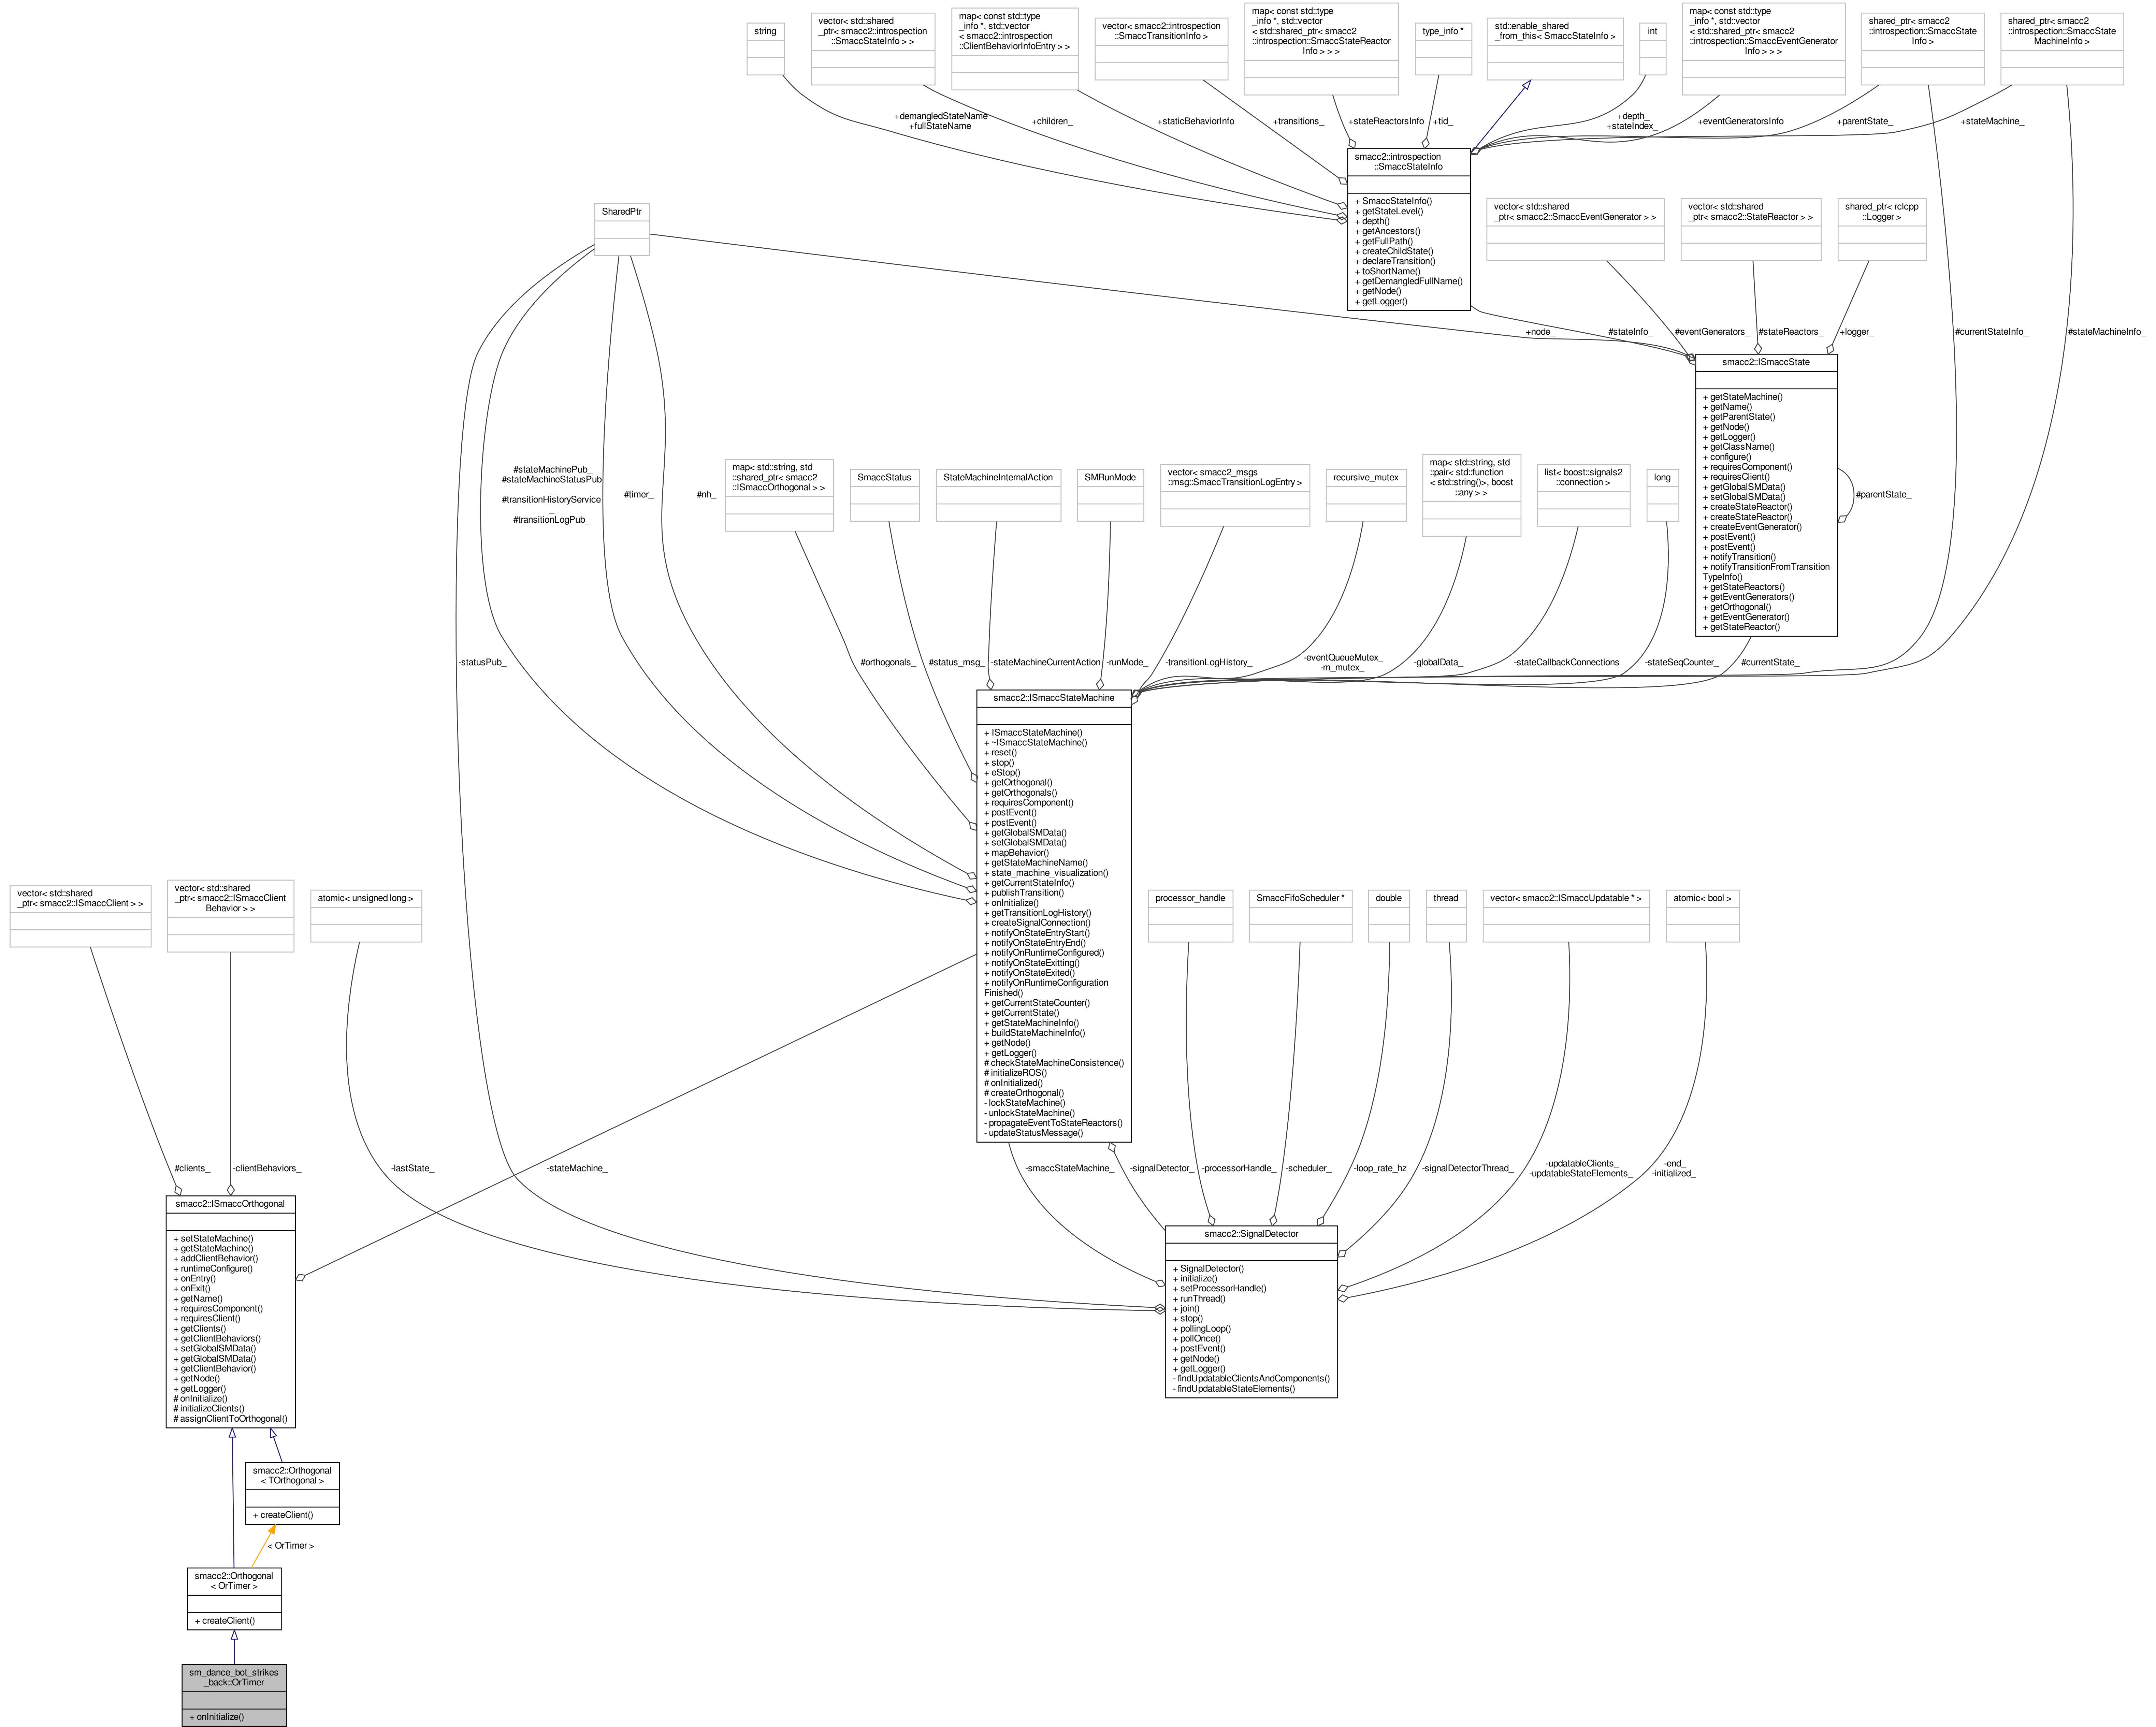 string
vector< std::shared
_ptr< smacc2::introspection
::SmaccStateInfo > >
map< const std::type
_info *, std::vector
< smacc2::introspection
::ClientBehaviorInfoEntry > >
vector< smacc2::introspection
::SmaccTransitionInfo >
map< const std::type
_info *, std::vector
< std::shared_ptr< smacc2
::introspection::SmaccStateReactor
Info > > >
type_info *
std::enable_shared
_from_this< SmaccStateInfo >
int
map< const std::type
_info *, std::vector
< std::shared_ptr< smacc2
::introspection::SmaccEventGenerator
Info > > >
shared_ptr< smacc2
::introspection::SmaccState
Info >
shared_ptr< smacc2
::introspection::SmaccState
MachineInfo >
+demangledStateName
+fullStateName
+children_
+staticBehaviorInfo
+transitions_
+stateReactorsInfo
+tid_
+depth_
+stateIndex_
+eventGeneratorsInfo
+parentState_
+stateMachine_
smacc2::introspection
::SmaccStateInfo
+ SmaccStateInfo()
+ getStateLevel()
+ depth()
+ getAncestors()
+ getFullPath()
+ createChildState()
+ declareTransition()
+ toShortName()
+ getDemangledFullName()
+ getNode()
+ getLogger()
SharedPtr
vector< std::shared
_ptr< smacc2::SmaccEventGenerator > >
vector< std::shared
_ptr< smacc2::StateReactor > >
shared_ptr< rclcpp
::Logger >
+node_
#stateInfo_
#eventGenerators_
#stateReactors_
+logger_
#currentStateInfo_
#stateMachineInfo_
smacc2::ISmaccState
+ getStateMachine()
+ getName()
+ getParentState()
+ getNode()
+ getLogger()
+ getClassName()
+ configure()
+ requiresComponent()
+ requiresClient()
+ getGlobalSMData()
+ setGlobalSMData()
+ createStateReactor()
+ createStateReactor()
+ createEventGenerator()
+ postEvent()
+ postEvent()
+ notifyTransition()
+ notifyTransitionFromTransition
TypeInfo()
+ getStateReactors()
+ getEventGenerators()
+ getOrthogonal()
+ getEventGenerator()
+ getStateReactor()
#parentState_
#stateMachinePub_
#stateMachineStatusPub
_
#transitionHistoryService
_
#transitionLogPub_
#timer_
#nh_
map< std::string, std
::shared_ptr< smacc2
::ISmaccOrthogonal > >
SmaccStatus
StateMachineInternalAction
SMRunMode
vector< smacc2_msgs
::msg::SmaccTransitionLogEntry >
recursive_mutex
map< std::string, std
::pair< std::function
< std::string()>, boost
::any > >
list< boost::signals2
::connection >
long
-statusPub_
#orthogonals_
#status_msg_
-stateMachineCurrentAction
-runMode_
-transitionLogHistory_
-eventQueueMutex_
-m_mutex_
-globalData_
-stateCallbackConnections
-stateSeqCounter_
#currentState_
smacc2::ISmaccStateMachine
+ ISmaccStateMachine()
+ ~ISmaccStateMachine()
+ reset()
+ stop()
+ eStop()
+ getOrthogonal()
+ getOrthogonals()
+ requiresComponent()
+ postEvent()
+ postEvent()
+ getGlobalSMData()
+ setGlobalSMData()
+ mapBehavior()
+ getStateMachineName()
+ state_machine_visualization()
+ getCurrentStateInfo()
+ publishTransition()
+ onInitialize()
+ getTransitionLogHistory()
+ createSignalConnection()
+ notifyOnStateEntryStart()
+ notifyOnStateEntryEnd()
+ notifyOnRuntimeConfigured()
+ notifyOnStateExitting()
+ notifyOnStateExited()
+ notifyOnRuntimeConfiguration
Finished()
+ getCurrentStateCounter()
+ getCurrentState()
+ getStateMachineInfo()
+ buildStateMachineInfo()
+ getNode()
+ getLogger()
# checkStateMachineConsistence()
# initializeROS()
# onInitialized()
# createOrthogonal()
- lockStateMachine()
- unlockStateMachine()
- propagateEventToStateReactors()
- updateStatusMessage()
vector< std::shared
_ptr< smacc2::ISmaccClient > >
vector< std::shared
_ptr< smacc2::ISmaccClient
Behavior > >
atomic< unsigned long >
processor_handle
SmaccFifoScheduler *
double
thread
vector< smacc2::ISmaccUpdatable * >
atomic< bool >
#clients_
-clientBehaviors_
-lastState_
-stateMachine_
-smaccStateMachine_
-signalDetector_
-processorHandle_
-scheduler_
-loop_rate_hz
-signalDetectorThread_
-updatableClients_
-updatableStateElements_
-end_
-initialized_
smacc2::ISmaccOrthogonal
+ setStateMachine()
+ getStateMachine()
+ addClientBehavior()
+ runtimeConfigure()
+ onEntry()
+ onExit()
+ getName()
+ requiresComponent()
+ requiresClient()
+ getClients()
+ getClientBehaviors()
+ setGlobalSMData()
+ getGlobalSMData()
+ getClientBehavior()
+ getNode()
+ getLogger()
# onInitialize()
# initializeClients()
# assignClientToOrthogonal()
smacc2::SignalDetector
+ SignalDetector()
+ initialize()
+ setProcessorHandle()
+ runThread()
+ join()
+ stop()
+ pollingLoop()
+ pollOnce()
+ postEvent()
+ getNode()
+ getLogger()
- findUpdatableClientsAndComponents()
- findUpdatableStateElements()
smacc2::Orthogonal
< TOrthogonal >
+ createClient()
< OrTimer >
smacc2::Orthogonal
< OrTimer >
+ createClient()
sm_dance_bot_strikes
_back::OrTimer
+ onInitialize()